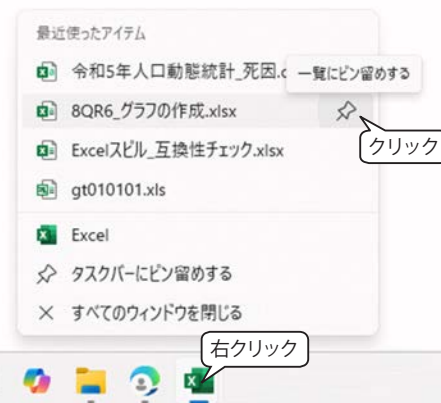 最近使ったアイテム
令和5年人口動態統計_死因.c
一覧にピン留めする
8QR6_グラフの作成.xlsx
クリック
Excelスピル_互換性チェック.xlsx
gt010101.xls
Excel
タスクバーにピン留めする
すべてのウィンドウを閉じる
右クリック